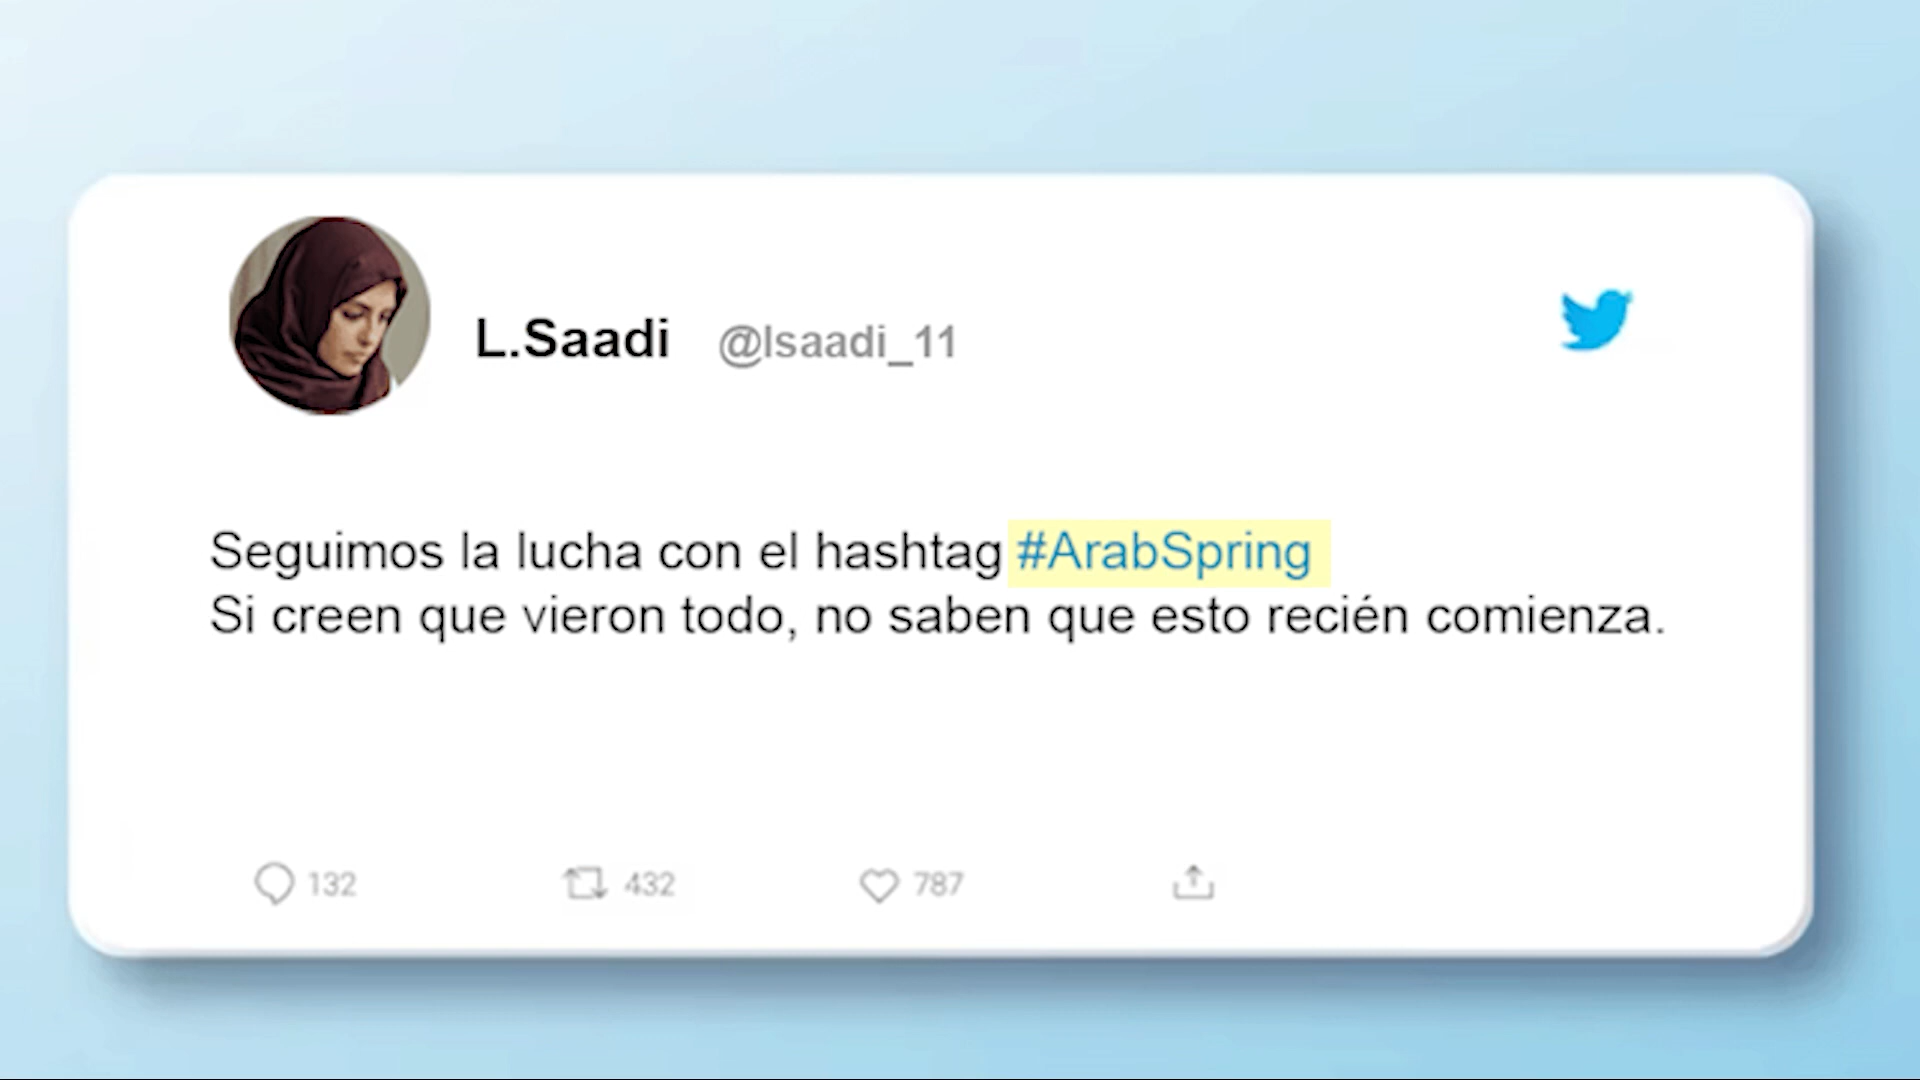 L.Saadi @lsaadi_11
Seguimos la lucha con el hashtag #ArabSpring
Si creen que vieron todo, no saben que esto recién comienza.
132 432 787